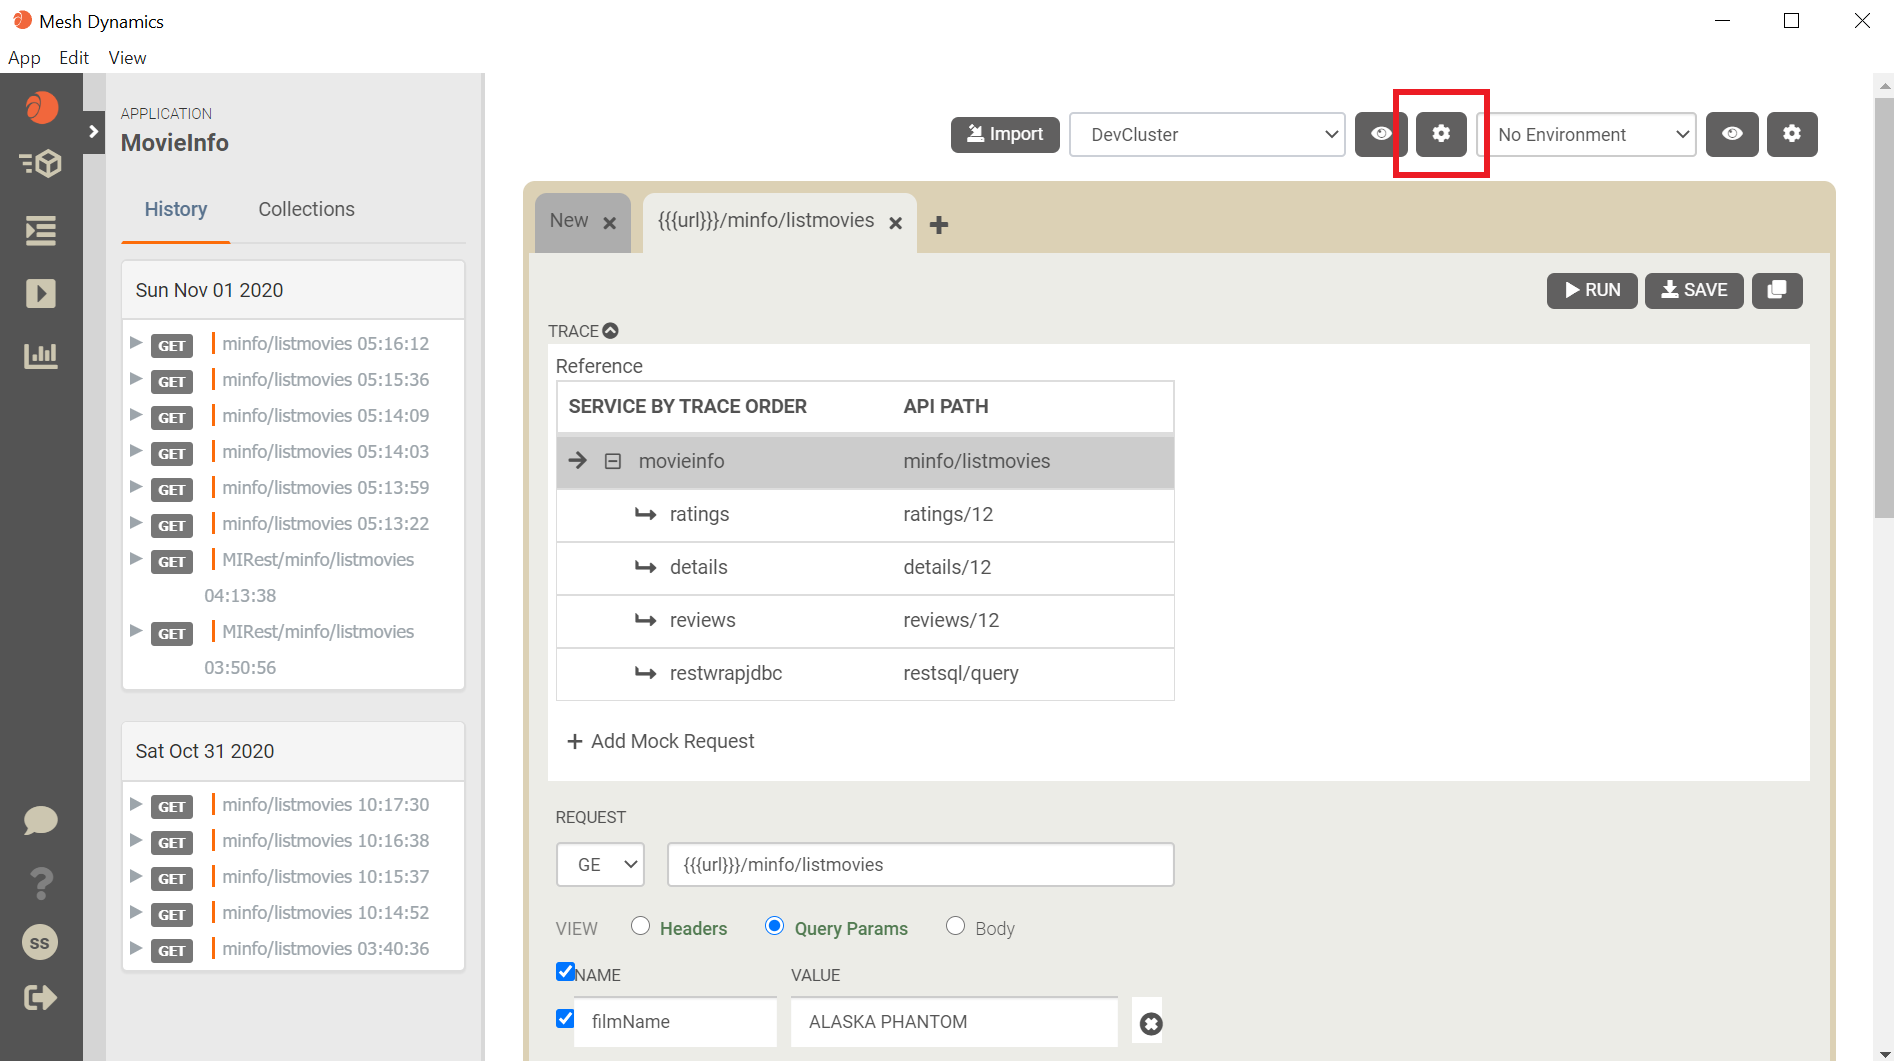 Mesh Dynamics
App Edit View
APPLICATION
MovieInfo
Import
DevCluster
No Environment
History Collections
New
{{{url}}}/minfo/listmovies
RUN SAVE
Sun Nov 01 2020
GET minfo/listmovies 05:16:12
GET minfo/listmovies 05:15:36
GET minfo/listmovies 05:14:09
GET minfo/listmovies 05:14:03
GET minfo/listmovies 05:13:59
GET minfo/listmovies 05:13:22
GET MIRest/minfo/listmovies
04:13:38
GET MIRest/minfo/listmovies
03:50:56
Sat Oct 31 2020
GET minfo/listmovies 10:17:30
GET minfo/listmovies 10:16:38
GET minfo/listmovies 10:15:37
GET minfo/listmovies 10:14:52
GET minfo/listmovies 03:40:36
ss
TRACE
Reference
SERVICE BY TRACE ORDER API PATH
movieinfo minfo/listmovies
ratings ratings/12
details details/12
reviews reviews/12
restwrapjdbc restsql/query
+ Add Mock Request
REQUEST
GE
{{{url}}}/minfo/listmovies
VIEW Headers Query Params Body
NAME VALUE
filmName ALASKA PHANTOM